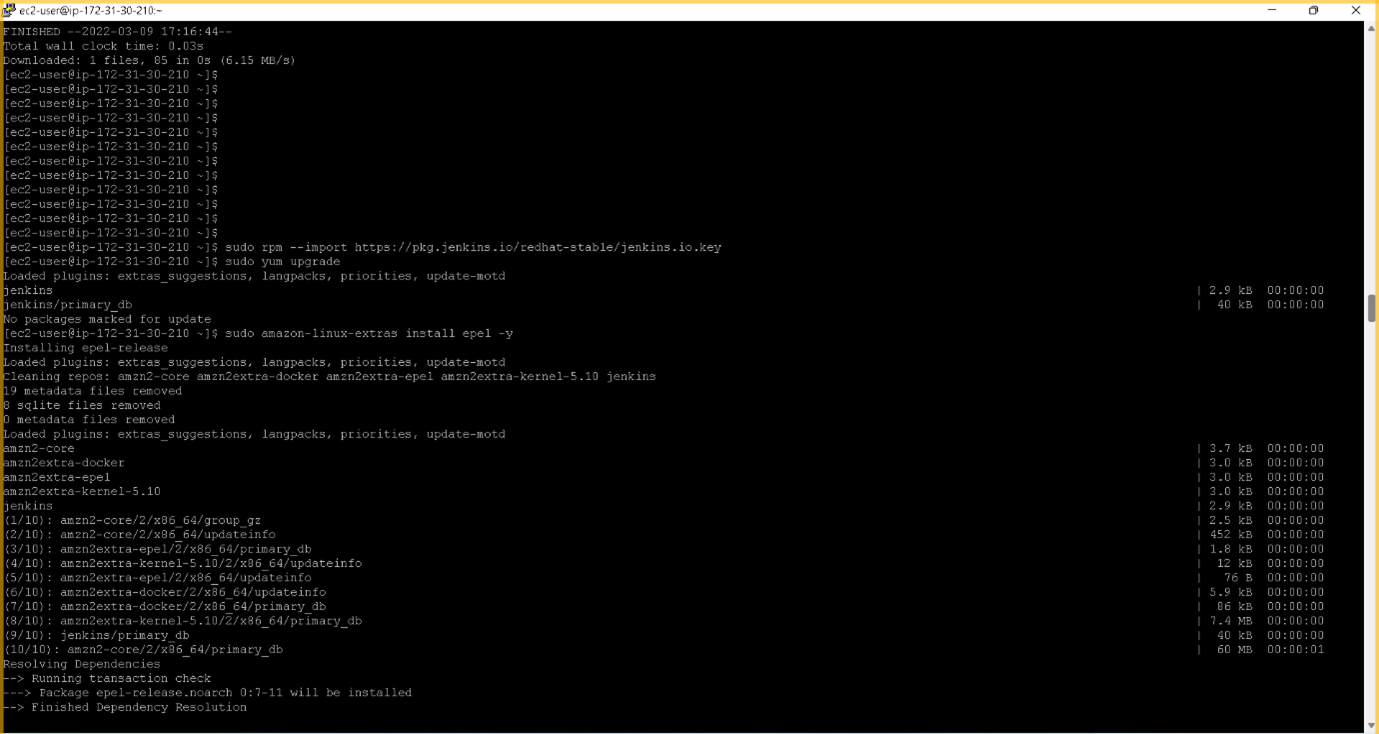 ec2-user@ip-172-31-30-210:~
FINISHED --2022-03-09 17:16:44--
Total wall clock time: 0.03s
Downloaded: 1 files, 85 in 0s (6.15 MB/s)
[ec2-user@ip-172-31-30-210 ~]$
[ec2-user@ip-172-31-30-210 ~]$
[ec2-user@ip-172-31-30-210 ~]$
[ec2-user@ip-172-31-30-210 ~]$
[ec2-user@ip-172-31-30-210 ~]$
[ec2-user@ip-172-31-30-210 ~]$
[ec2-user@ip-172-31-30-210 ~]$
[ec2-user@ip-172-31-30-210 ~]$
[ec2-user@ip-172-31-30-210 ~]$
[ec2-user@ip-172-31-30-210 ~]$
[ec2-user@ip-172-31-30-210 ~]$
[ec2-user@ip-172-31-30-210 ~]$
[ec2-user@ip-172-31-30-210 ~]$ sudo rpm --import https://pkg.jenkins.io/redhat-stable/jenkins.io.key
[ec2-user@ip-172-31-30-210 ~]$ sudo yum upgrade
Loaded plugins: extras_suggestions, langpacks, priorities, update-motd
jenkins | 2.9 kB 00:00:00
jenkins/primary_db | 40 kB 00:00:00
No packages marked for update
[ec2-user@ip-172-31-30-210 ~]$ sudo amazon-linux-extras install epel -y
Installing epel-release
Loaded plugins: extras_suggestions, langpacks, priorities, update-motd
Cleaning repos: amzn2-core amzn2extra-docker amzn2extra-epel amzn2extra-kernel-5.10 jenkins
19 metadata files removed
8 sqlite files removed
0 metadata files removed
Loaded plugins: extras_suggestions, langpacks, priorities, update-motd
amzn2-core | 3.7 kB 00:00:00
amzn2extra-docker | 3.0 kB 00:00:00
amzn2extra-epel | 3.0 kB 00:00:00
amzn2extra-kernel-5.10 | 3.0 kB 00:00:00
jenkins | 2.9 kB 00:00:00
(1/10): amzn2-core/2/x86_64/group_gz | 2.5 kB 00:00:00
(2/10): amzn2-core/2/x86_64/updateinfo | 452 kB 00:00:00
(3/10): amzn2extra-epel/2/x86_64/primary_db | 1.8 kB 00:00:00
(4/10): amzn2extra-kernel-5.10/2/x86_64/updateinfo | 12 kB 00:00:00
(5/10): amzn2extra-epel/2/x86_64/updateinfo | 76 B 00:00:00
(6/10): amzn2extra-docker/2/x86_64/updateinfo | 5.9 kB 00:00:00
(7/10): amzn2extra-docker/2/x86_64/primary_db | 86 kB 00:00:00
(8/10): amzn2extra-kernel-5.10/2/x86_64/primary_db | 7.4 MB 00:00:00
(9/10): jenkins/primary_db | 40 kB 00:00:00
(10/10): amzn2-core/2/x86_64/primary_db | 60 MB 00:00:01
Resolving Dependencies
--> Running transaction check
---> Package epel-release.noarch 0:7-11 will be installed
--> Finished Dependency Resolution